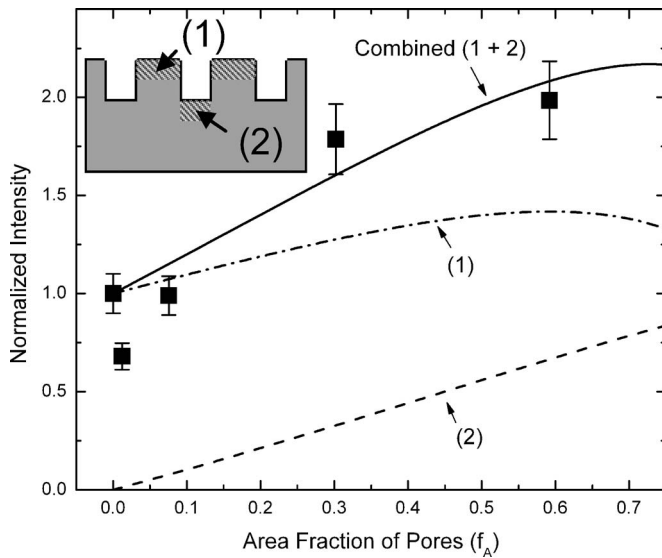 Normalized Intensity
2.0
1.5
1.0
0.5
0.0
(1)
(2)
Combined (1 + 2)
(1)
(2)
0.0 0.1 0.2 0.3 0.4 0.5 0.6 0.7
Area Fraction of Pores (f_A)